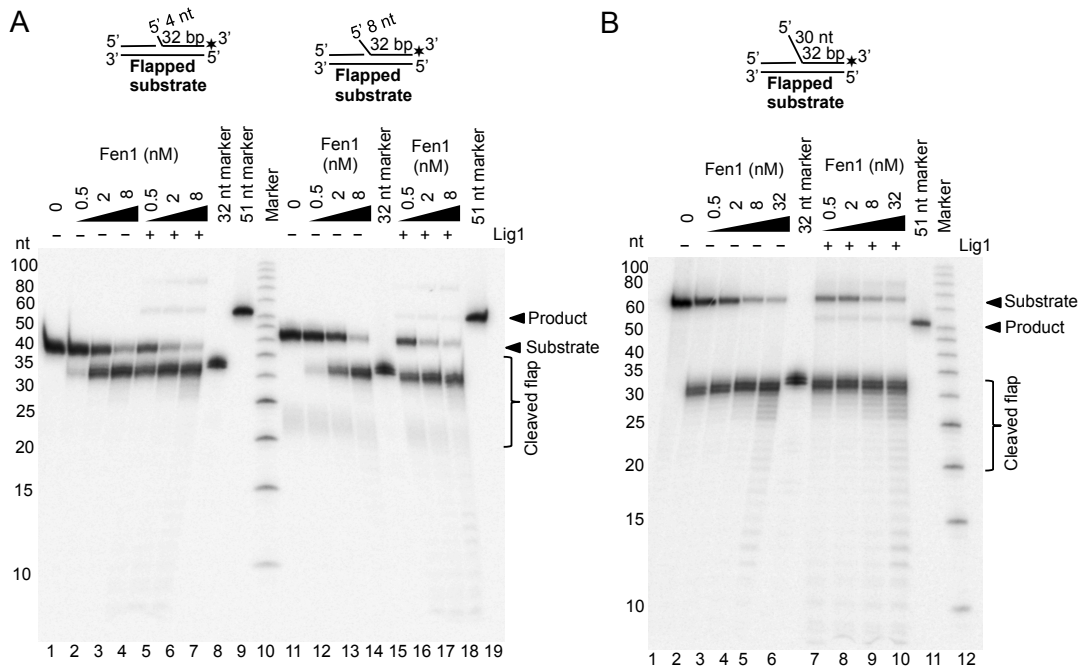 A
5’ 4 nt
32 bp
3’
3’
5’
Flapped
substrate
5’ 8 nt
32 bp
3’
3’
5’
Flapped
substrate
Fen1 (nM)
0
0.5
2
8
0.5
2
8
32 nt marker
51 nt marker
Marker
Fen1
(nM)
Fen1
(nM)
0
0.5
2
8
32 nt marker
0.5
2
8
51 nt marker
– – – – + + + – – – – + + + Lig1
nt
100
80
60
50
40
35
30
25
20
15
10
Product
Substrate
Cleaved flap
1 2 3 4 5 6 7 8 9 10 11 12 13 14 15 16 17 18 19
B
5’
30 nt
32 bp
3’
3’
5’
Flapped
substrate
Fen1 (nM)
Fen1 (nM)
0
0.5
2
8
32
32 nt marker
0.5
2
8
32
51 nt marker
Marker
– – – – – + + + + Lig1
nt
100
80
60
50
40
35
30
25
20
15
10
Substrate
Product
Cleaved flap
1 2 3 4 5 6 7 8 9 10 11 12